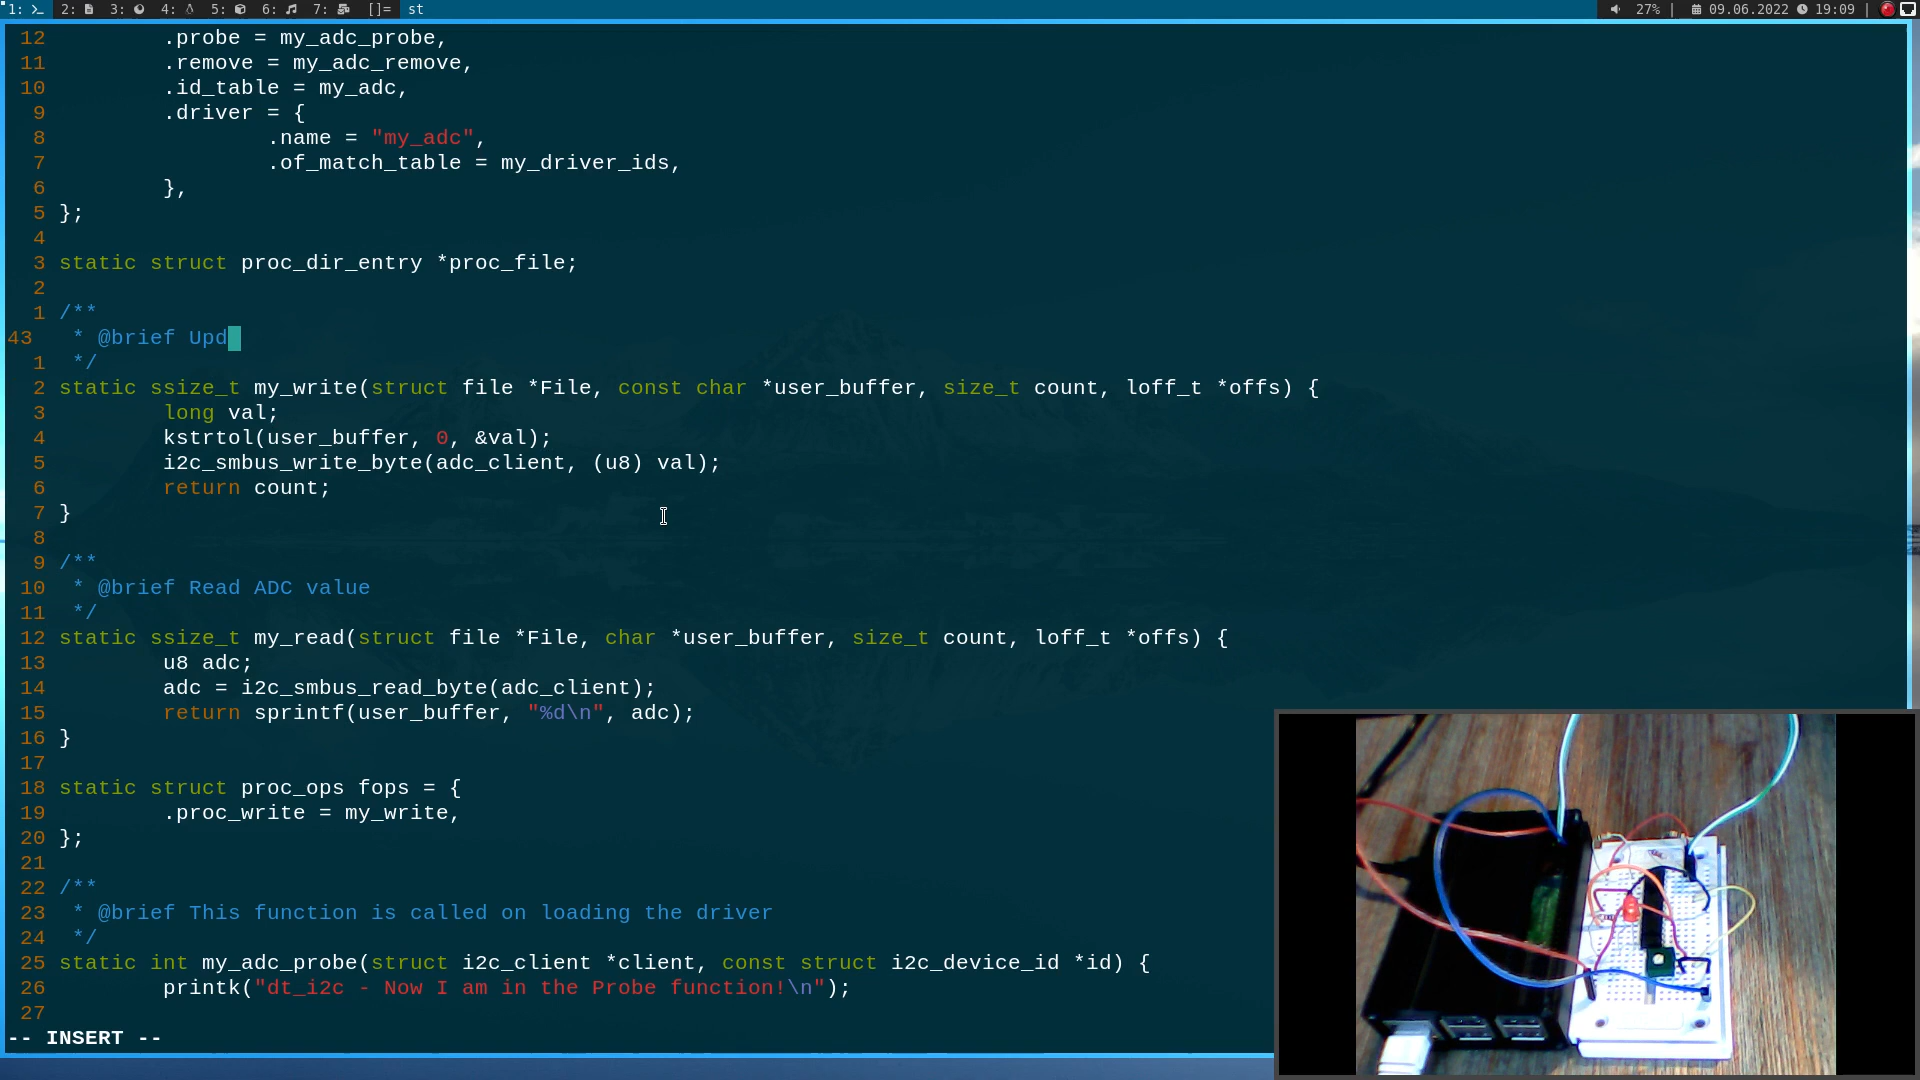 1: 2: 3: 4: 5: 6: 7: []= st 27% | 09.06.2022 19:09 |
12 .probe = my_adc_probe,
11 .remove = my_adc_remove,
10 .id_table = my_adc,
9 .driver = {
8 .name = "my_adc",
7 .of_match_table = my_driver_ids,
6 },
5 };
4
3 static struct proc_dir_entry *proc_file;
2
1 /**
43 * @brief Upd
1 */
2 static ssize_t my_write(struct file *File, const char *user_buffer, size_t count, loff_t *offs) {
3 long val;
4 kstrtol(user_buffer, 0, &val);
5 i2c_smbus_write_byte(adc_client, (u8) val);
6 return count;
7 }
8
9 /**
10 * @brief Read ADC value
11 */
12 static ssize_t my_read(struct file *File, char *user_buffer, size_t count, loff_t *offs) {
13 u8 adc;
14 adc = i2c_smbus_read_byte(adc_client);
15 return sprintf(user_buffer, "%d\n", adc);
16 }
17
18 static struct proc_ops fops = {
19 .proc_write = my_write,
20 };
21
22 /**
23 * @brief This function is called on loading the driver
24 */
25 static int my_adc_probe(struct i2c_client *client, const struct i2c_device_id *id) {
26 printk("dt_i2c - Now I am in the Probe function!\n");
27
-- INSERT --